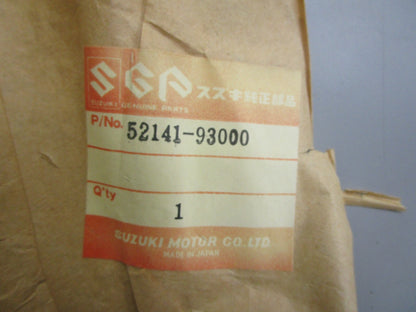 SGP スズキ純正部品
SUZUKI GENUINE PARTS
P/No. 52141-93000
Q'ty 1
SUZUKI MOTOR CO.,LTD.
MADE IN JAPAN